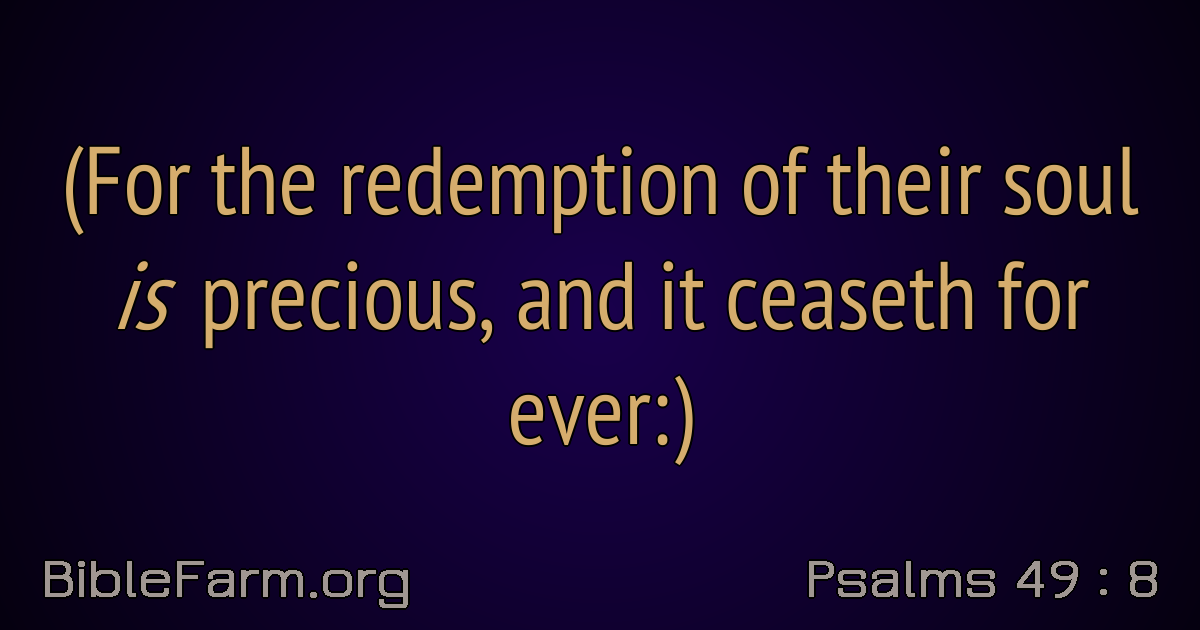 (For the redemption of their soul
is precious, and it ceaseth for
ever:)
BibleFarm.org
Psalms 49 : 8